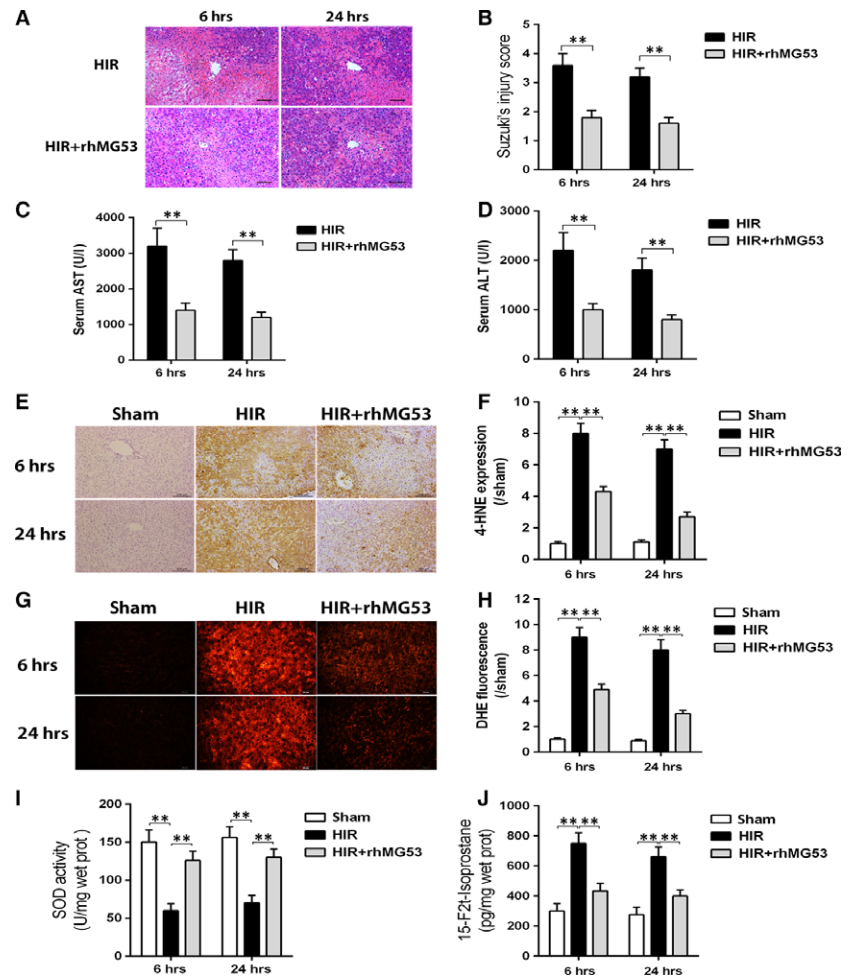 A
6 hrs
24 hrs
HIR
HIR+rhMG53
B
Suzuki's injury score
5
4
3
2
1
0
**
**
6 hrs
24 hrs
HIR
HIR+rhMG53
C
Serum AST (U/l)
4000
3000
2000
1000
0
**
**
6 hrs
24 hrs
HIR
HIR+rhMG53
D
Serum ALT (U/l)
3000
2000
1000
0
**
**
6 hrs
24 hrs
HIR
HIR+rhMG53
E
Sham
HIR
HIR+rhMG53
6 hrs
24 hrs
F
4-HNE expression
(/sham)
10
8
6
4
2
0
** **
** **
6 hrs
24 hrs
Sham
HIR
HIR+rhMG53
G
Sham
HIR
HIR+rhMG53
6 hrs
24 hrs
H
DHE fluorescence
(/sham)
10
8
6
4
2
0
** **
** **
6 hrs
24 hrs
Sham
HIR
HIR+rhMG53
I
SOD activity
(U/mg wet prot )
200
150
100
50
0
**
**
**
**
6 hrs
24 hrs
Sham
HIR
HIR+rhMG53
J
15-F2t-Isoprostane
(pg/mg wet prot)
1000
800
600
400
200
0
** **
** **
6 hrs
24 hrs
Sham
HIR
HIR+rhMG53